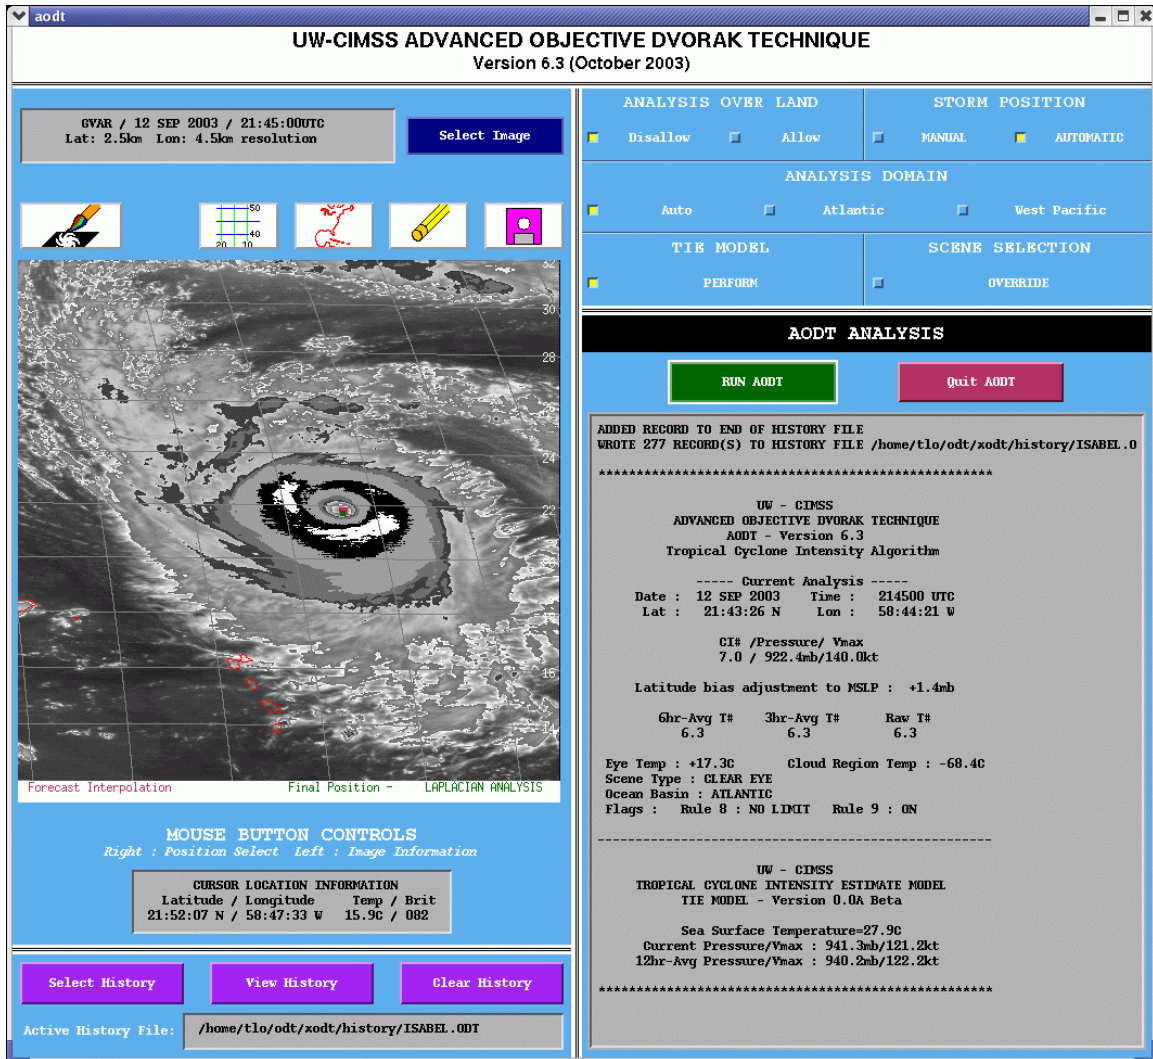 aodt
UW-CIMSS ADVANCED OBJECTIVE DVORAK TECHNIQUE
Version 6.3 (October 2003)
GVAR / 12 SEP 2003 / 21:45:00UTC
Lat: 2.5km Lon: 4.5km resolution
Select Image
50
40
20 10
30
28
24
22
16
14
Forecast Interpolation
Final Position - LAPLACIAN ANALYSIS
MOUSE BUTTON CONTROLS
Right : Position Select Left : Image Information
CURSOR LOCATION INFORMATION
Latitude / Longitude Temp / Brit
21:52:07 N / 58:47:33 W 15.9C / 082
Select History
View History
Clear History
Active History File:
/home/tlo/odt/xodt/history/ISABEL.ODT
ANALYSIS OVER LAND
Disallow
Allow
STORM POSITION
MANUAL
AUTOMATIC
ANALYSIS DOMAIN
Auto
Atlantic
West Pacific
TIE MODEL
PERFORM
SCENE SELECTION
OVERRIDE
AODT ANALYSIS
RUN AODT
Quit AODT
ADDED RECORD TO END OF HISTORY FILE
WROTE 277 RECORD(S) TO HISTORY FILE /home/tlo/odt/xodt/history/ISABEL.O
****************************************************
UW - CIMSS
ADVANCED OBJECTIVE DVORAK TECHNIQUE
AODT - Version 6.3
Tropical Cyclone Intensity Algorithm
----- Current Analysis -----
Date : 12 SEP 2003 Time : 214500 UTC
Lat : 21:43:26 N Lon : 58:44:21 W
CI# /Pressure/ Vmax
7.0 / 922.4mb/140.0kt
Latitude bias adjustment to MSLP : +1.4mb
6hr-Avg T# 3hr-Avg T# Raw T#
6.3 6.3 6.3
Eye Temp : +17.3C Cloud Region Temp : -68.4C
Scene Type : CLEAR EYE
Ocean Basin : ATLANTIC
Flags : Rule 8 : NO LIMIT Rule 9 : ON
----------------------------------------------------
UW - CIMSS
TROPICAL CYCLONE INTENSITY ESTIMATE MODEL
TIE MODEL - Version 0.0A Beta
Sea Surface Temperature=27.9C
Current Pressure/Vmax : 941.3mb/121.2kt
12hr-Avg Pressure/Vmax : 940.2mb/122.2kt
****************************************************